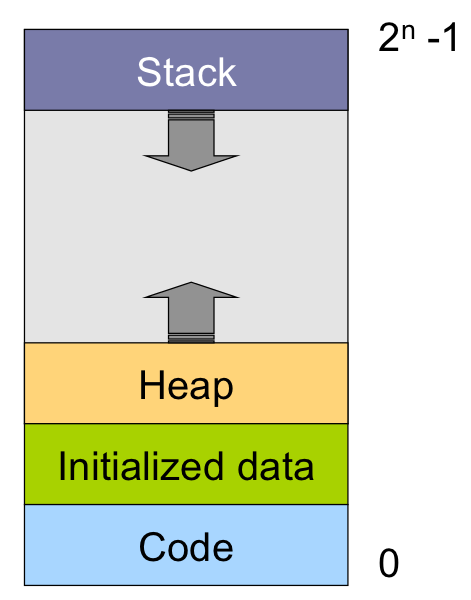 2ⁿ -1
Stack
Heap
Initialized data
Code
0